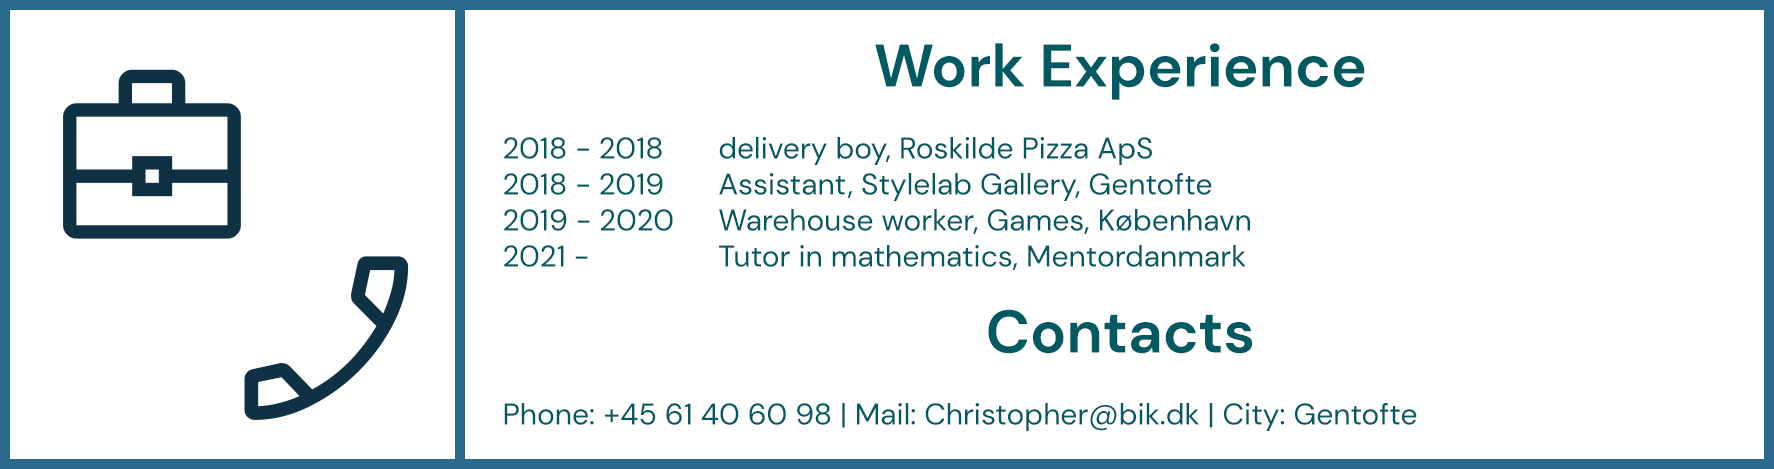 Work Experience
2018 - 2018 delivery boy, Roskilde Pizza ApS
2018 - 2019 Assistant, Stylelab Gallery, Gentofte
2019 - 2020 Warehouse worker, Games, København
2021 - Tutor in mathematics, Mentordanmark
Contacts
Phone: +45 61 40 60 98 | Mail: Christopher@bik.dk | City: Gentofte